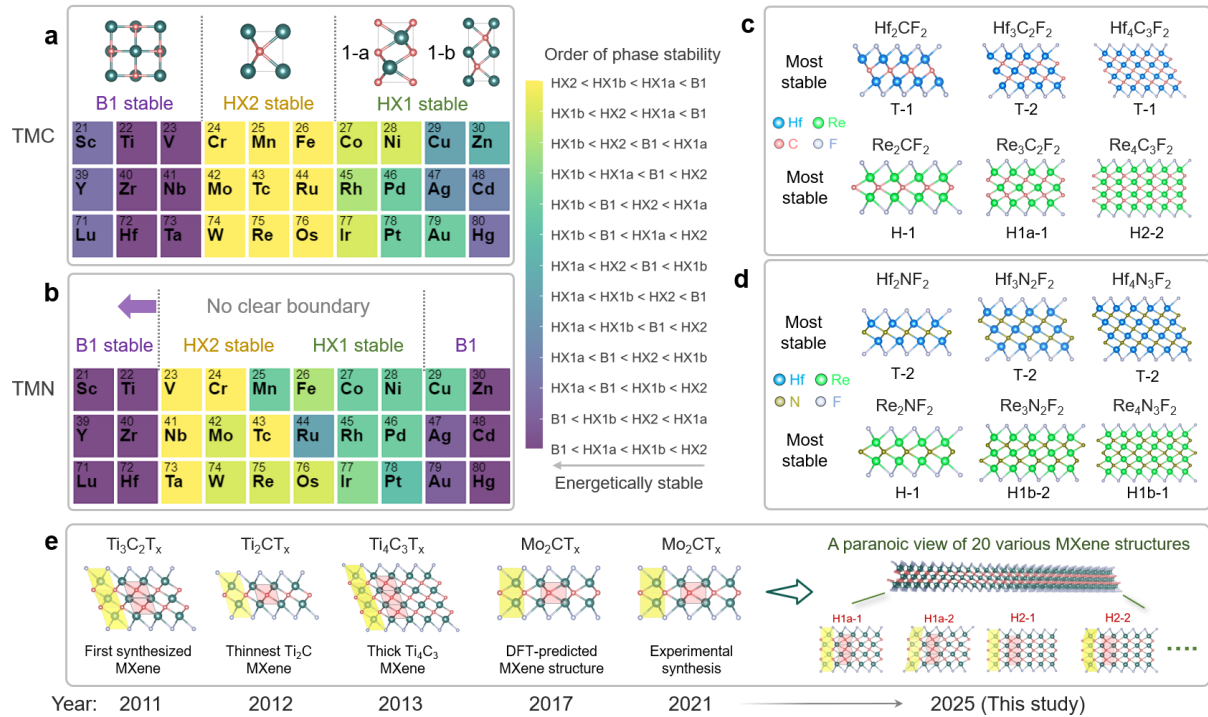 a
1-a
1-b
B1 stable
HX2 stable
HX1 stable
TMC
21 Sc 22 Ti 23 V 24 Cr 25 Mn 26 Fe 27 Co 28 Ni 29 Cu 30 Zn
39 Y 40 Zr 41 Nb 42 Mo 43 Tc 44 Ru 45 Rh 46 Pd 47 Ag 48 Cd
71 Lu 72 Hf 73 Ta 74 W 75 Re 76 Os 77 Ir 78 Pt 79 Au 80 Hg
b
No clear boundary
B1 stable
HX2 stable
HX1 stable
B1
TMN
21 Sc 22 Ti 23 V 24 Cr 25 Mn 26 Fe 27 Co 28 Ni 29 Cu 30 Zn
39 Y 40 Zr 41 Nb 42 Mo 43 Tc 44 Ru 45 Rh 46 Pd 47 Ag 48 Cd
71 Lu 72 Hf 73 Ta 74 W 75 Re 76 Os 77 Ir 78 Pt 79 Au 80 Hg
Order of phase stability
HX2 < HX1b < HX1a < B1
HX1b < HX2 < HX1a < B1
HX1b < HX2 < B1 < HX1a
HX1b < HX1a < B1 < HX2
HX1b < B1 < HX2 < HX1a
HX1b < B1 < HX1a < HX2
HX1a < HX2 < B1 < HX1b
HX1a < HX1b < HX2 < B1
HX1a < HX1b < B1 < HX2
HX1a < B1 < HX2 < HX1b
HX1a < B1 < HX1b < HX2
B1 < HX1b < HX2 < HX1a
B1 < HX1a < HX1b < HX2
Energetically stable
c
Hf₂CF₂
Hf₃C₂F₂
Hf₄C₃F₂
Most
stable
T-1
T-2
T-1
Hf Re
C F
Re₂CF₂
Re₃C₂F₂
Re₄C₃F₂
Most
stable
H-1
H1a-1
H2-2
d
Hf₂NF₂
Hf₃N₂F₂
Hf₄N₃F₂
Most
stable
T-2
T-2
T-2
Hf Re
N F
Re₂NF₂
Re₃N₂F₂
Re₄N₃F₂
Most
stable
H-1
H1b-2
H1b-1
e
Ti₃C₂Tₓ
Ti₂CTₓ
Ti₄C₃Tₓ
Mo₂CTₓ
Mo₂CTₓ
A paranoic view of 20 various MXene structures
H1a-1
H1a-2
H2-1
H2-2
First synthesized
MXene
Thinnest Ti₂C
MXene
Thick Ti₄C₃
MXene
DFT-predicted
MXene structure
Experimental
synthesis
Year: 2011 2012 2013 2017 2021 2025 (This study)